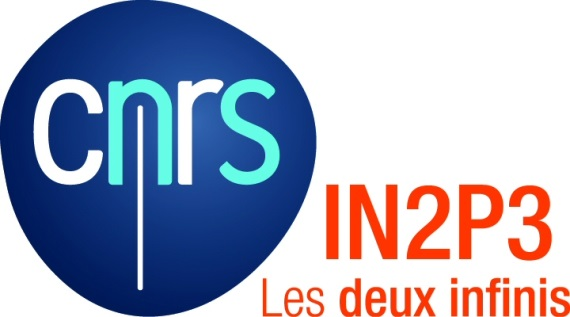 cnrs
IN2P3
Les deux infinis